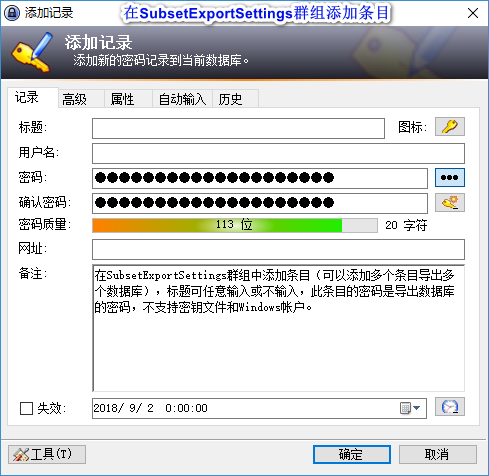 添加记录
在SubsetExportSettings群组添加条目
添加记录
添加新的密码记录到当前数据库。
记录 高级 属性 自动输入 历史
标题: 图标:
用户名:
密码:
确认密码:
密码质量: 113 位 20 字符
网址:
备注:
在SubsetExportSettings群组中添加条目（可以添加多个条目导出多
个数据库），标题可任意输入或不输入，此条目的密码是导出数据库
的密码，不支持密钥文件和Windows帐户。
失效: 2018/ 9/ 2 0:00:00
工具(T) 确定 取消